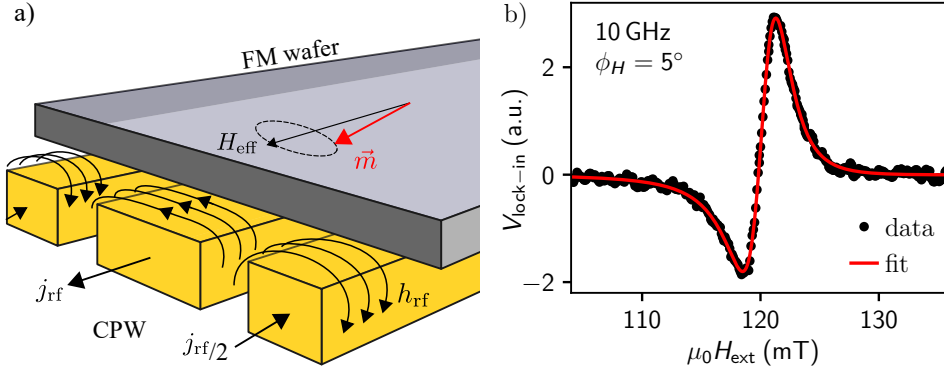 a)
FM wafer
H_eff
m⃗
j_rf
h_rf
CPW
j_rf/2
b)
10 GHz
ϕ_H = 5°
V_lock−in (a.u.)
2
0
−2
data
fit
110
120
130
μ₀H_ext (mT)